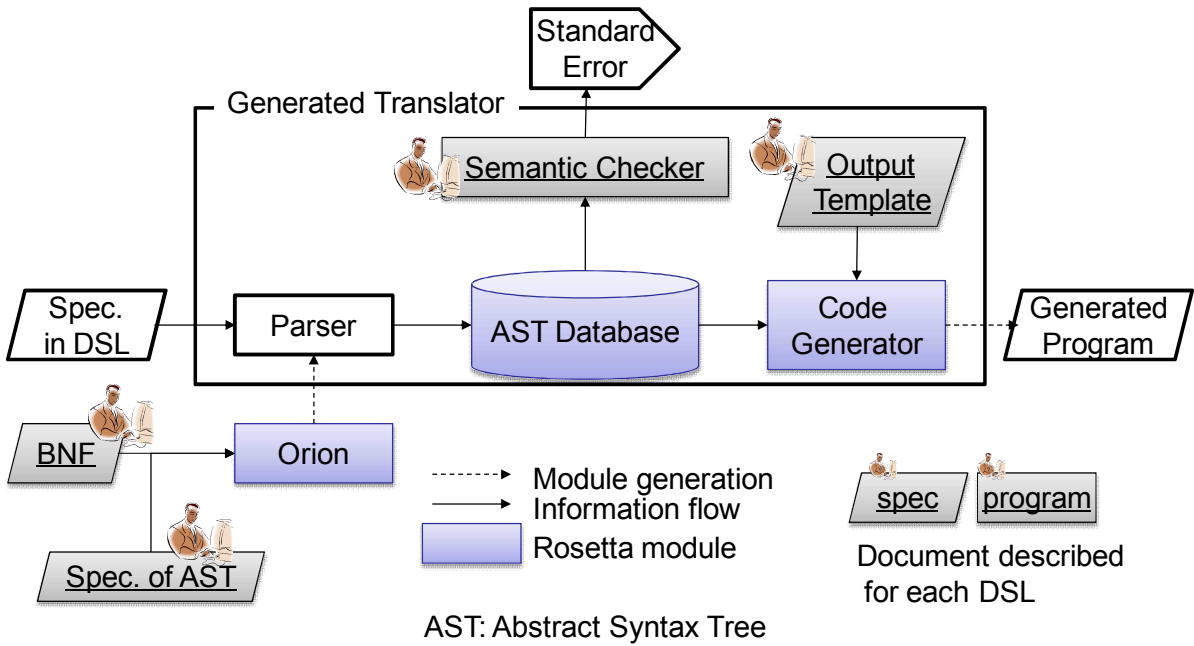 Standard
Error
Generated Translator
Semantic Checker
Output
Template
Spec.
in DSL
Parser
AST Database
Code
Generator
Generated
Program
BNF
Orion
Spec. of AST
Module generation
Information flow
Rosetta module
spec
program
Document described
for each DSL
AST: Abstract Syntax Tree